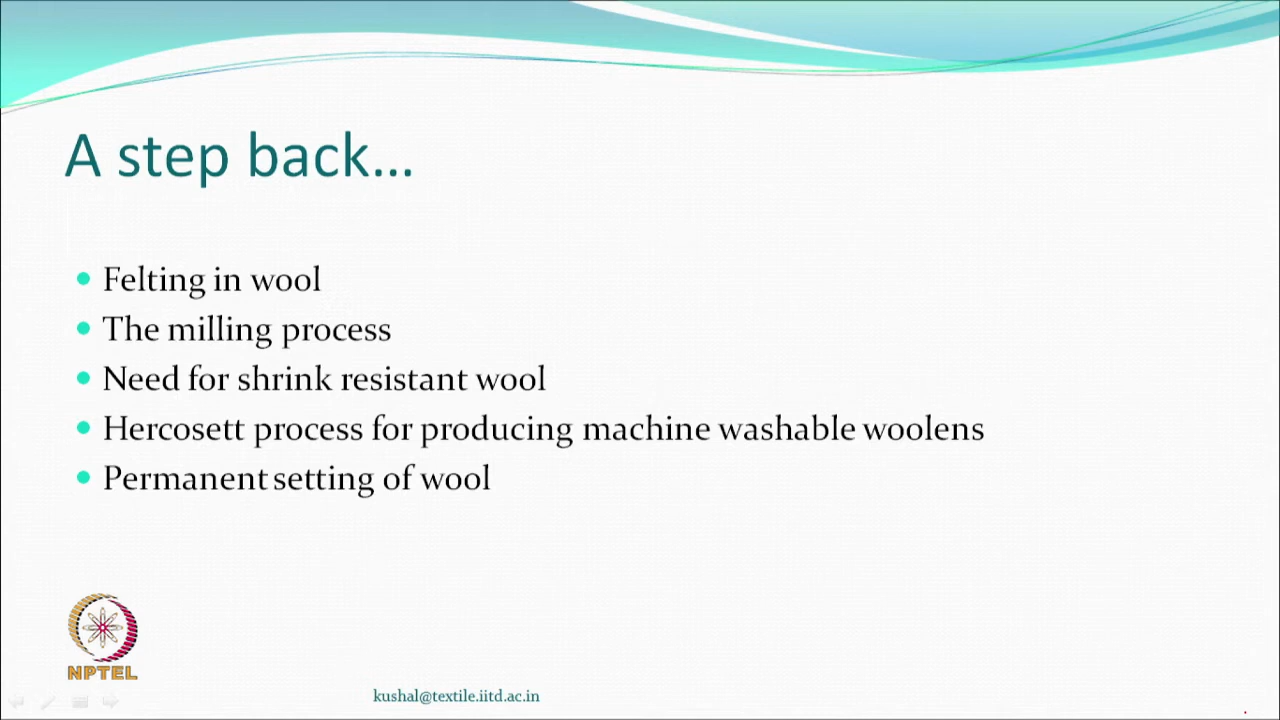 A step back...
Felting in wool
The milling process
Need for shrink resistant wool
Hercosett process for producing machine washable woolens
Permanent setting of wool
NPTEL
kushal@textile.iitd.ac.in